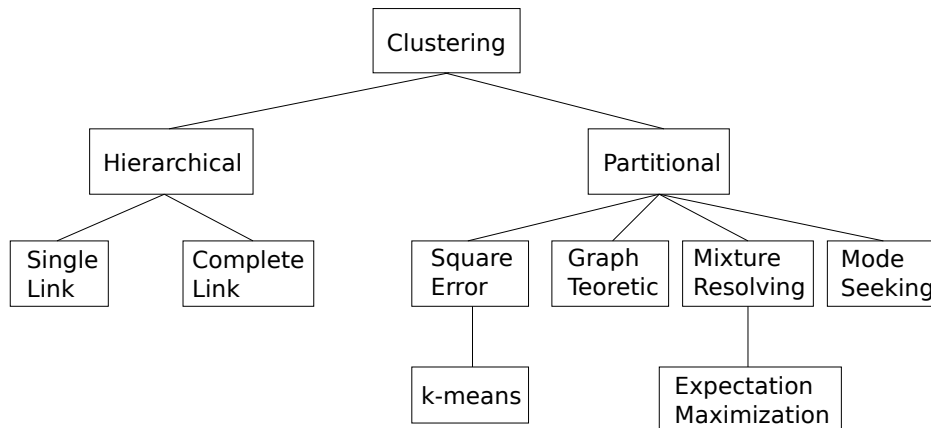 Clustering
Hierarchical
Partitional
Single
Link
Complete
Link
Square
Error
Graph
Teoretic
Mixture
Resolving
Mode
Seeking
k-means
Expectation
Maximization